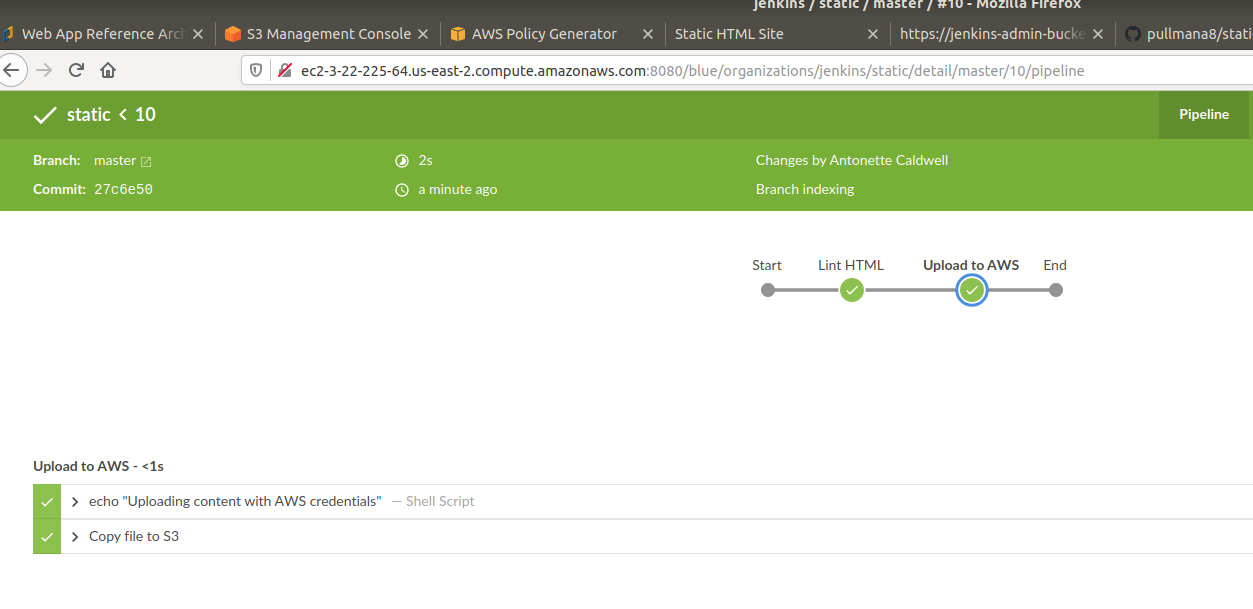 jenkins / static / master / #10 - Mozilla Firefox
Web App Reference Arch S3 Management Console AWS Policy Generator Static HTML Site https://jenkins-admin-bucke pullmana8/stati
ec2-3-22-225-64.us-east-2.compute.amazonaws.com:8080/blue/organizations/jenkins/static/detail/master/10/pipeline
static < 10 Pipeline
Branch: master 2s Changes by Antonette Caldwell
Commit: 27c6e50 a minute ago Branch indexing
Start Lint HTML Upload to AWS End
Upload to AWS - <1s
echo "Uploading content with AWS credentials" — Shell Script
Copy file to S3